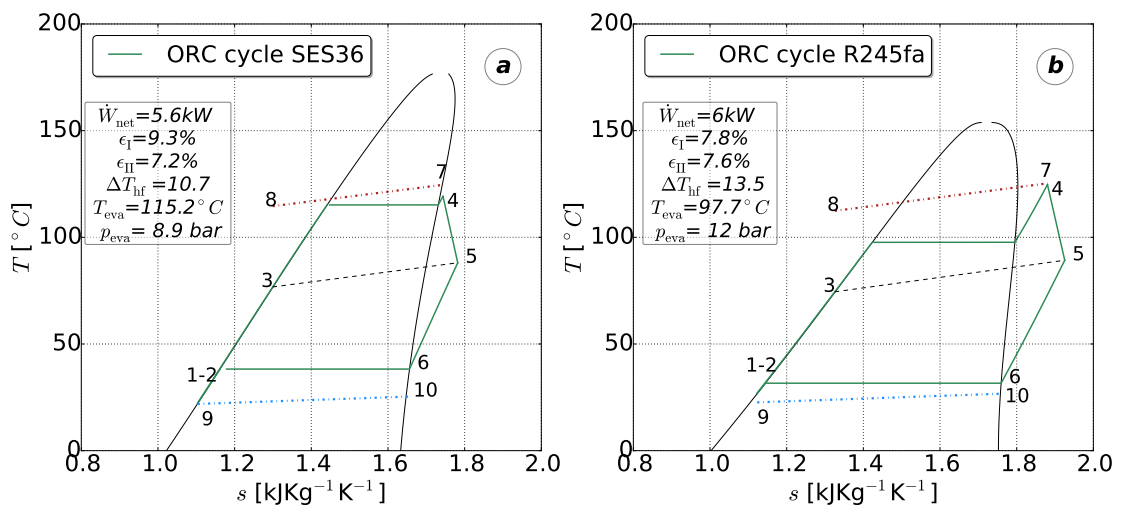 200
150
100
50
0
T [°C]
ORC cycle SES36
a
Ẇnet=5.6kW
ϵI=9.3%
ϵII=7.2%
ΔThf =10.7
Teva=115.2°C
peva= 8.9 bar
7
8
4
5
3
1-2
6
10
9
0.8 1.0 1.2 1.4 1.6 1.8 2.0
s [kJKg⁻¹K⁻¹]
200
150
100
50
0
T [°C]
ORC cycle R245fa
b
Ẇnet=6kW
ϵI=7.8%
ϵII=7.6%
ΔThf =13.5
Teva=97.7°C
peva= 12 bar
7
4
8
5
3
1-2
6
10
9
0.8 1.0 1.2 1.4 1.6 1.8 2.0
s [kJKg⁻¹K⁻¹]